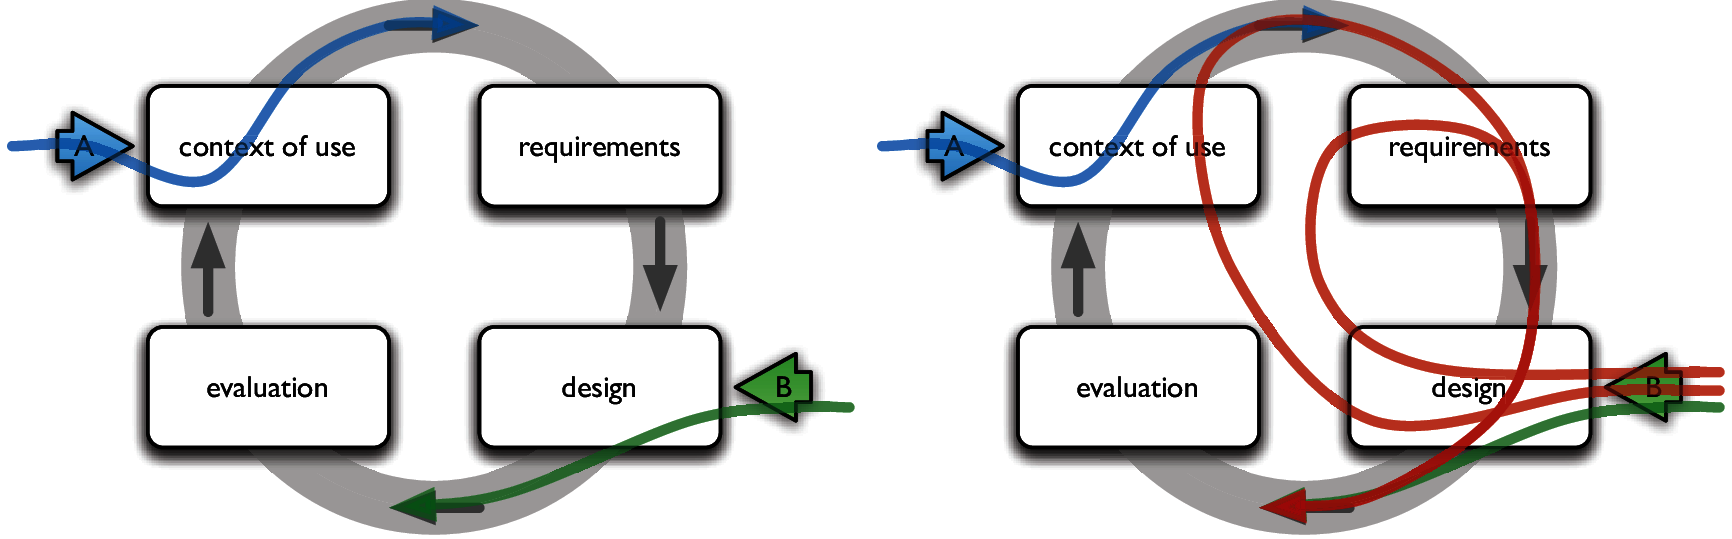 A
context of use
requirements
evaluation
design
B
A
context of use
requirements
evaluation
design
B